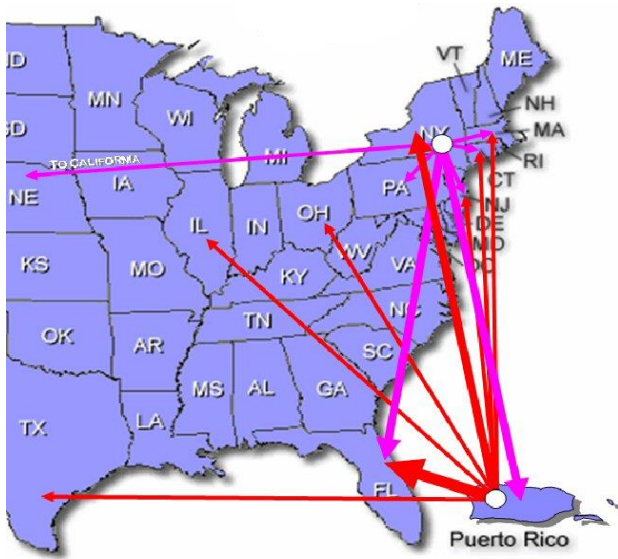 ND
MN
VT
ME
WI
SD
MI
NY
NH
MA
RI
TO CALIFORNIA
NE
IA
PA
CT
NJ
DE
MD
DC
IL
IN
OH
WV
VA
KS
MO
KY
NC
TN
OK
AR
SC
MS
AL
GA
TX
LA
FL
Puerto Rico